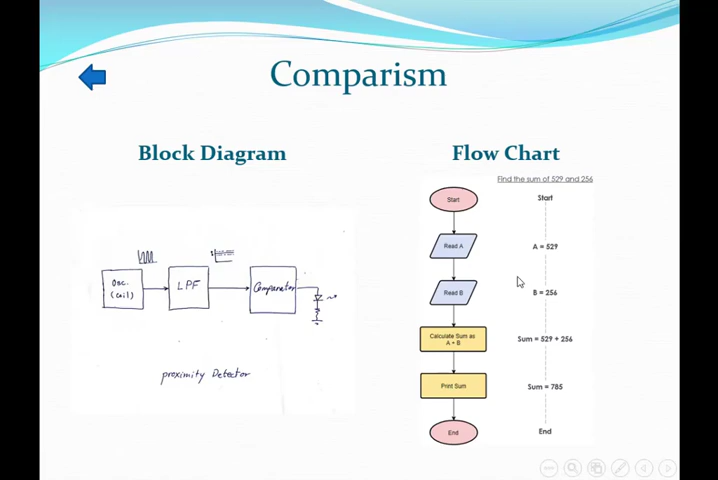 Comparism
Block Diagram
Osc.
(coil)
LPF
Comparator
proximity Detector
Flow Chart
Find the sum of 529 and 256
Start
Start
Read A
A = 529
Read B
B = 256
Calculate Sum as
A + B
Sum = 529 + 256
Print Sum
Sum = 785
End
End